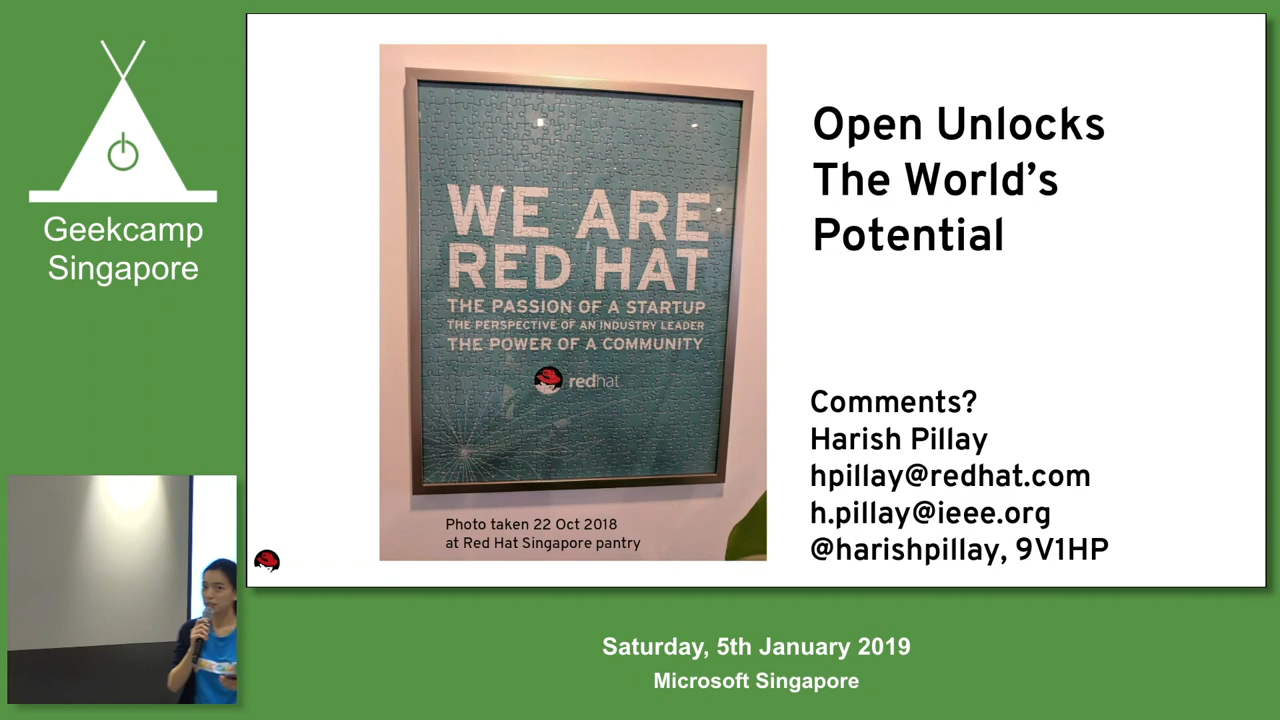 Geekcamp
Singapore
WE ARE
RED HAT
THE PASSION OF A STARTUP
THE PERSPECTIVE OF AN INDUSTRY LEADER
THE POWER OF A COMMUNITY
redhat
Photo taken 22 Oct 2018
at Red Hat Singapore pantry
Open Unlocks
The World’s
Potential
Comments?
Harish Pillay
hpillay@redhat.com
h.pillay@ieee.org
@harishpillay, 9V1HP
Saturday, 5th January 2019
Microsoft Singapore